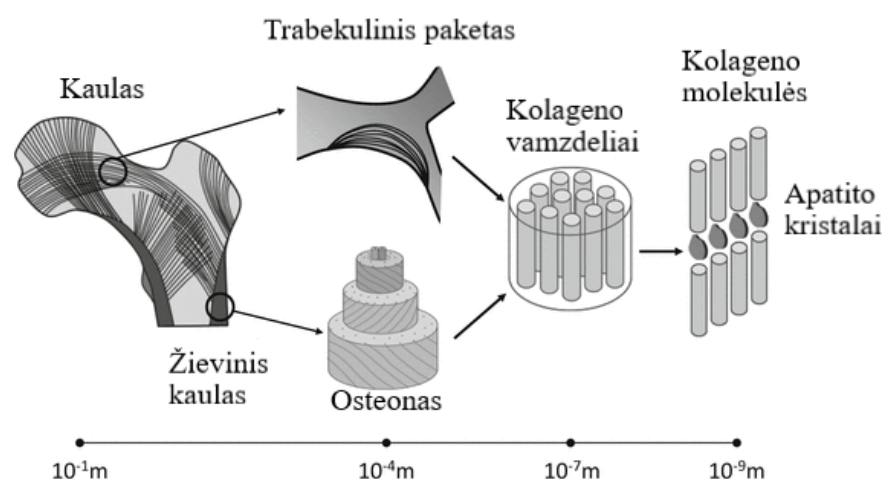 Trabekulinis paketas
Kaulas
Kolageno
vamzdeliai
Kolageno
molekulės
Apatito
kristalai
Žievinis
kaulas
Osteonas
10⁻¹m
10⁻⁴m
10⁻⁷m
10⁻⁹m